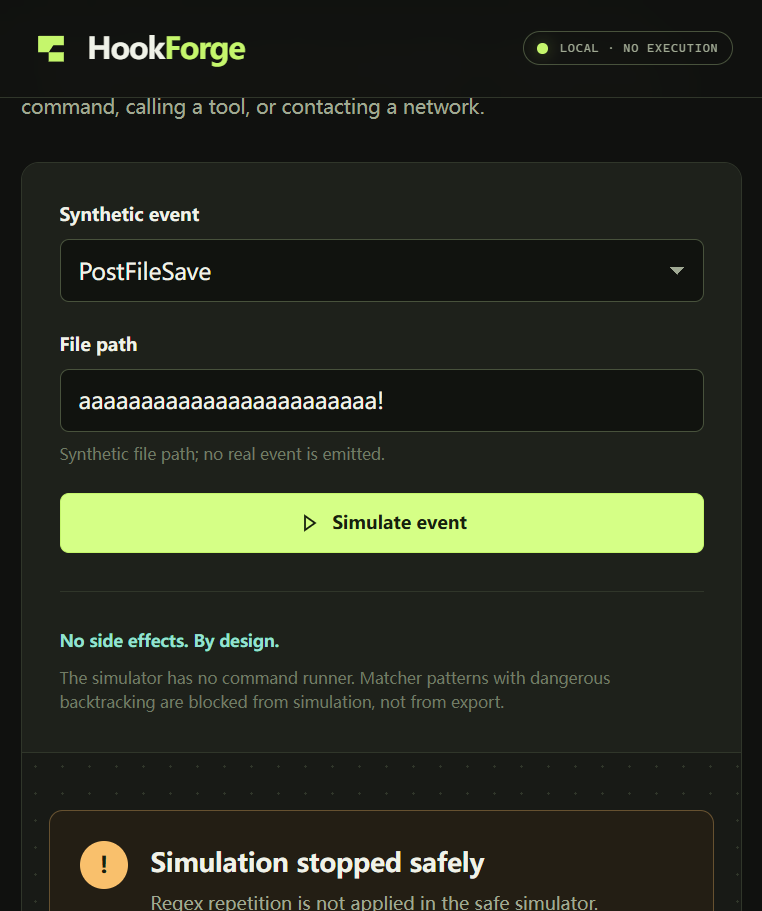 HookForge
LOCAL · NO EXECUTION
command, calling a tool, or contacting a network.
Synthetic event
PostFileSave
File path
aaaaaaaaaaaaaaaaaaaaaaaaa!
Synthetic file path; no real event is emitted.
Simulate event
No side effects. By design.
The simulator has no command runner. Matcher patterns with dangerous
backtracking are blocked from simulation, not from export.
!
Simulation stopped safely
Regex repetition is not applied in the safe simulator.